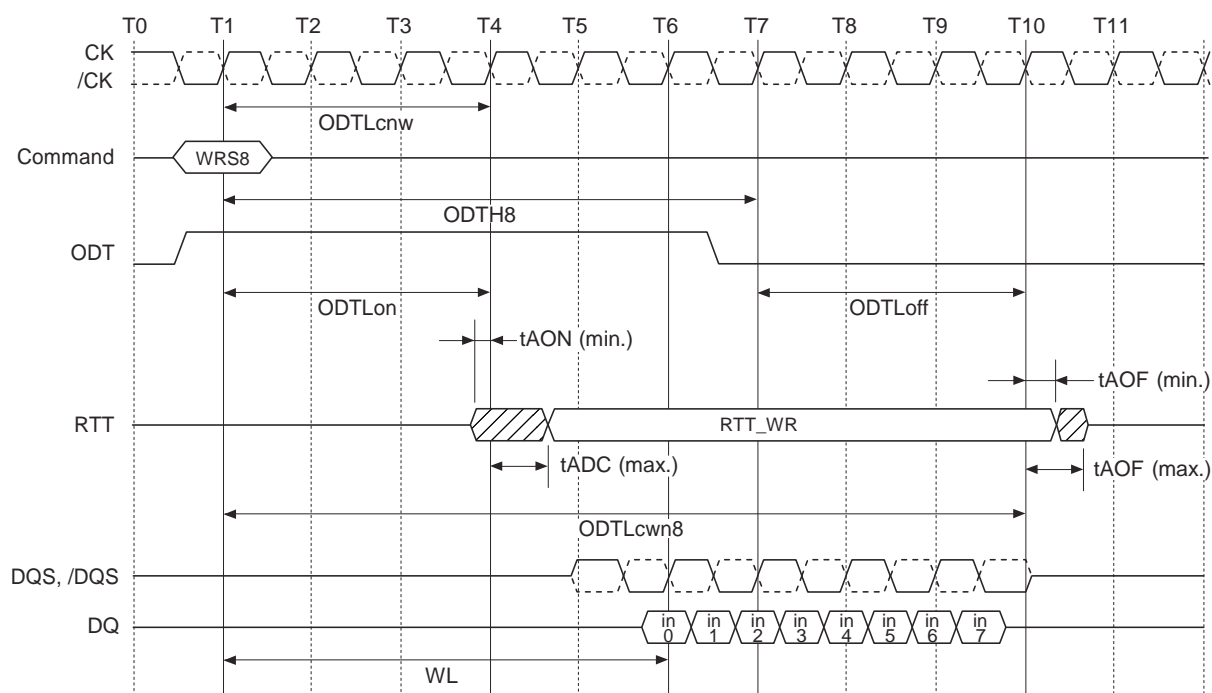 T0 T1 T2 T3 T4 T5 T6 T7 T8 T9 T10 T11
CK
/CK
ODTLcnw
Command
WRS8
ODTH8
ODT
ODTLon
ODTLoff
tAON (min.)
tAOF (min.)
RTT
RTT_WR
tADC (max.)
tAOF (max.)
ODTLcwn8
DQS, /DQS
DQ
in 0
in 1
in 2
in 3
in 4
in 5
in 6
in 7
WL